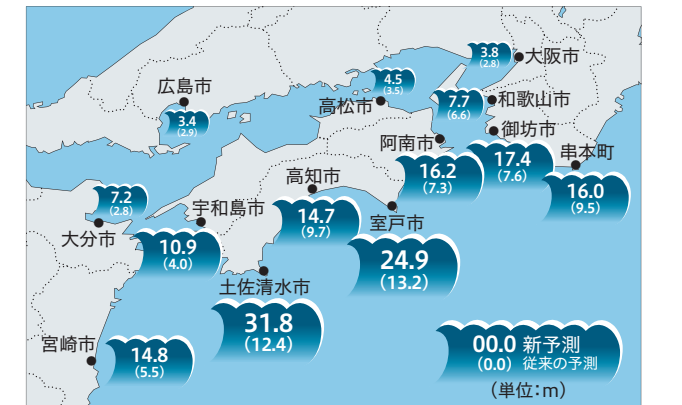 3.8
(2.8)
大阪市
広島市
3.4
(2.9)
4.5
(3.5)
高松市
7.7
(6.6)
和歌山市
御坊市
17.4
(7.6)
阿南市
16.2
(7.3)
串本町
16.0
(9.5)
高知市
14.7
(9.7)
室戸市
24.9
(13.2)
7.2
(2.8)
大分市
宇和島市
10.9
(4.0)
土佐清水市
31.8
(12.4)
宮崎市
14.8
(5.5)
00.0 新予測
(0.0) 従来の予測
(単位:m)